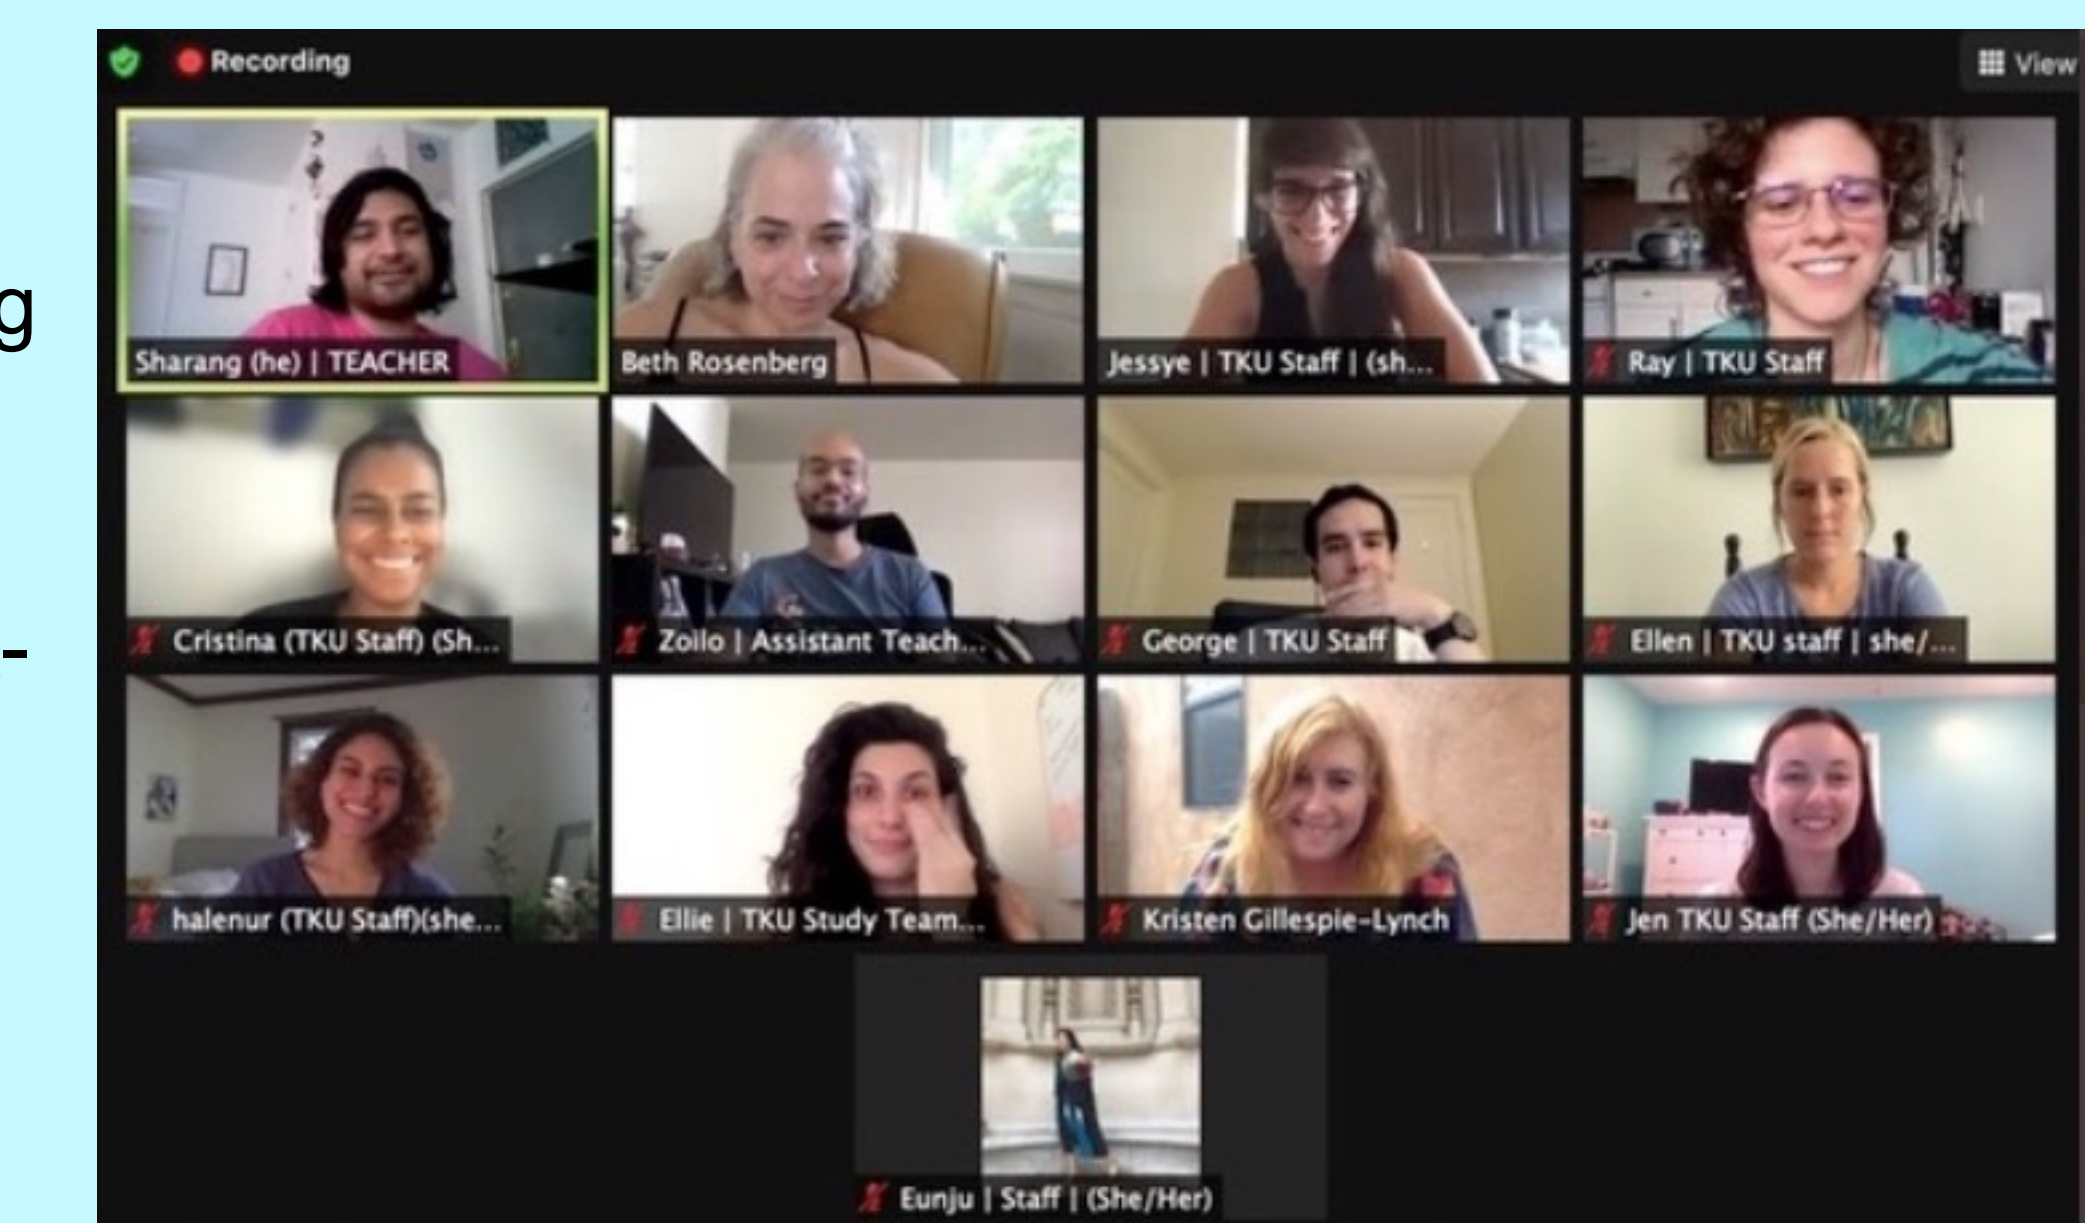 Recording
View
g
-
Sharang (he) | TEACHER
Beth Rosenberg
Jessye | TKU Staff | (sh...
Ray | TKU Staff
Cristina (TKU Staff) (Sh...
Zoilo | Assistant Teach...
George | TKU Staff
Ellen | TKU staff | she/...
halenur (TKU Staff)(she...
Ellie | TKU Study Team...
Kristen Gillespie-Lynch
Jen TKU Staff (She/Her)
Eunju | Staff | (She/Her)